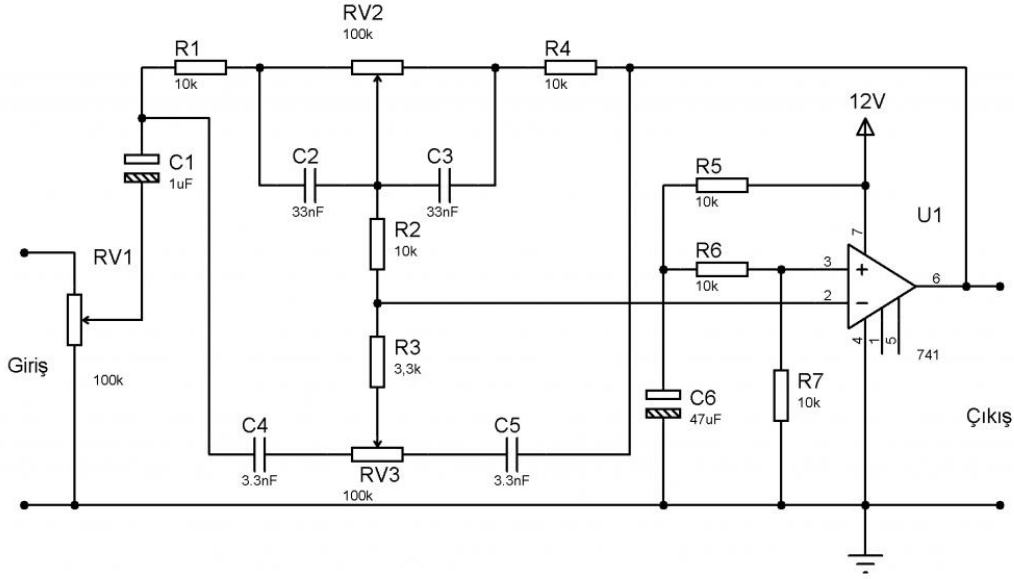 RV2
100k
R1
10k
R4
10k
12V
C1
1uF
C2
33nF
C3
33nF
R5
10k
U1
R2
10k
RV1
100k
R6
10k
7
3
2
6
4
1
5
741
Giriş
R3
3,3k
R7
10k
C6
47uF
Çıkış
C4
3.3nF
RV3
100k
C5
3.3nF